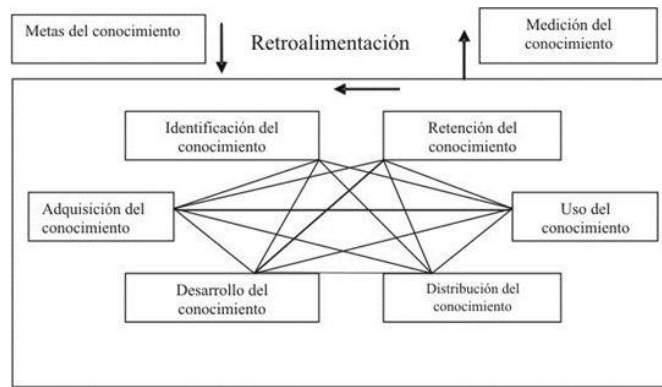 Metas del conocimiento
Retroalimentación
Medición del
conocimiento
Identificación del
conocimiento
Retención del
conocimiento
Adquisición del
conocimiento
Uso del
conocimiento
Desarrollo del
conocimiento
Distribución del
conocimiento